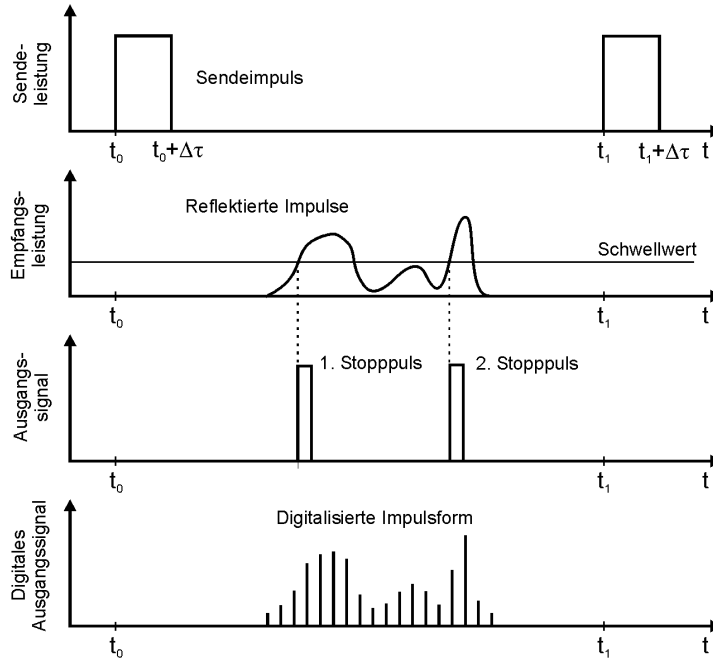 Sende-
leistung
Sendeimpuls
t₀
t₀+Δτ
t₁
t₁+Δτ
t
Empfangs-
leistung
Reflektierte Impulse
Schwellwert
t₀
t₁
t
Ausgangs-
signal
1. Stopppuls
2. Stopppuls
t₀
t₁
t
Digitales
Ausgangssignal
Digitalisierte Impulsform
t₀
t₁
t